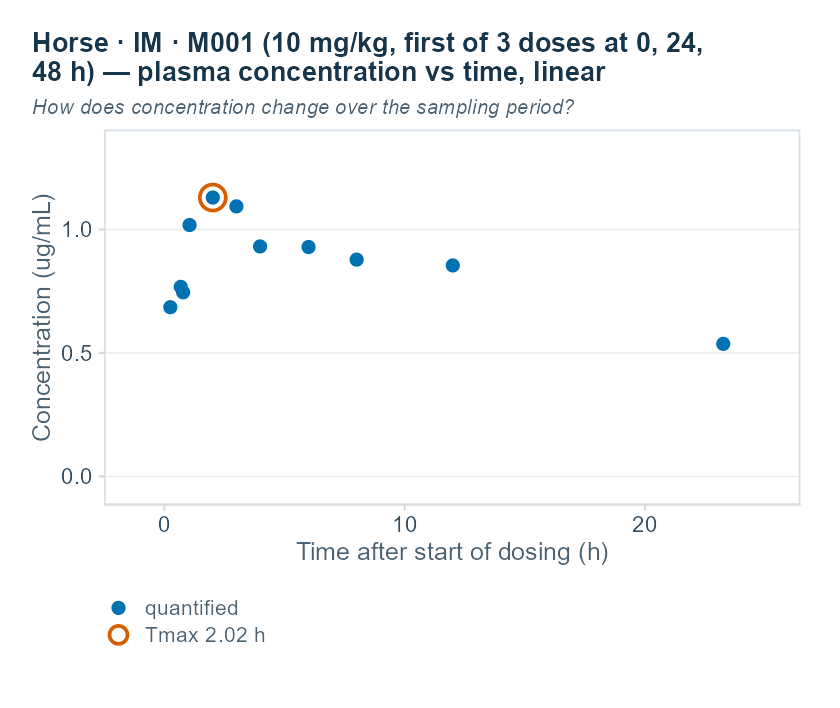 Horse · IM · M001 (10 mg/kg, first of 3 doses at 0, 24,
48 h) — plasma concentration vs time, linear
How does concentration change over the sampling period?
Concentration (ug/mL)
1.0
0.5
0.0
0 10 20
Time after start of dosing (h)
quantified
Tmax 2.02 h